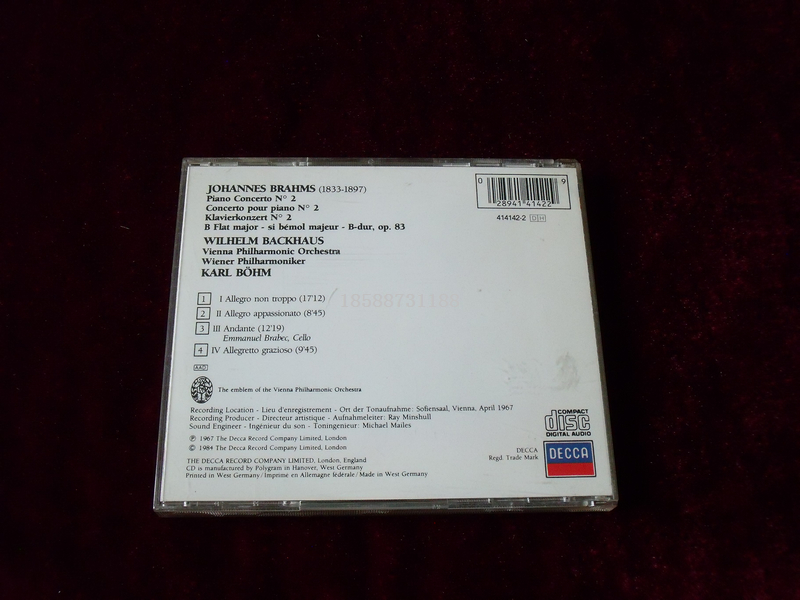 JOHANNES BRAHMS (1833-1897)
Piano Concerto N° 2
Concerto pour piano N° 2
Klavierkonzert N° 2
B Flat major - si bémol majeur - B-dur, op. 83
WILHELM BACKHAUS
Vienna Philharmonic Orchestra
Wiener Philharmoniker
KARL BÖHM
0 28941 41422 9
414142-2 DH
1 I Allegro non troppo (17'12)
2 II Allegro appassionato (8'45)
3 III Andante (12'19)
Emmanuel Brabec, Cello
4 IV Allegretto grazioso (9'45)
AAD
The emblem of the Vienna Philharmonic Orchestra
Recording Location - Lieu d'enregistrement - Ort der Tonaufnahme: Sofiensaal, Vienna, April 1967
Recording Producer - Directeur artistique - Aufnahmeleiter: Ray Minshull
Sound Engineer - Ingénieur du son - Toningenieur: Michael Mailes
℗ 1967 The Decca Record Company Limited, London
© 1984 The Decca Record Company Limited, London
THE DECCA RECORD COMPANY LIMITED, London, England
CD is manufactured by Polygram in Hanover, West Germany
Printed in West Germany/Imprimé en Allemagne fédérale/Made in West Germany
DECCA
Regd. Trade Mark
COMPACT
disc
DIGITAL AUDIO
DECCA